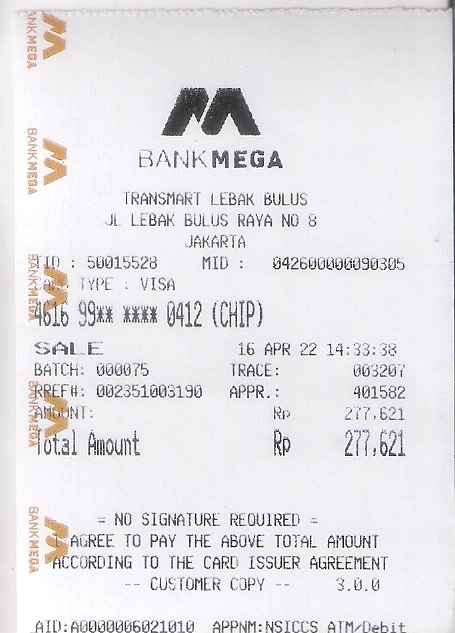 BANKMEGA
TRANSMART LEBAK BULUS
JL LEBAK BULUS RAYA NO 8
JAKARTA
TID : 50015528 MID : 042600000090305
CARD TYPE : VISA
4616 99** **** 0412 (CHIP)
SALE 16 APR 22 14:33:38
BATCH: 000075 TRACE: 003207
RREF#: 002351003190 APPR.: 401582
AMOUNT: Rp 277,621
Total Amount Rp 277,621
= NO SIGNATURE REQUIRED =
I AGREE TO PAY THE ABOVE TOTAL AMOUNT
ACCORDING TO THE CARD ISSUER AGREEMENT
-- CUSTOMER COPY -- 3.0.0
AID:A0000006021010 APPNM:NSICCS ATM/Debit
BANKMEGA
BANKMEGA
BANKMEGA
BANKMEGA
BANKMEGA